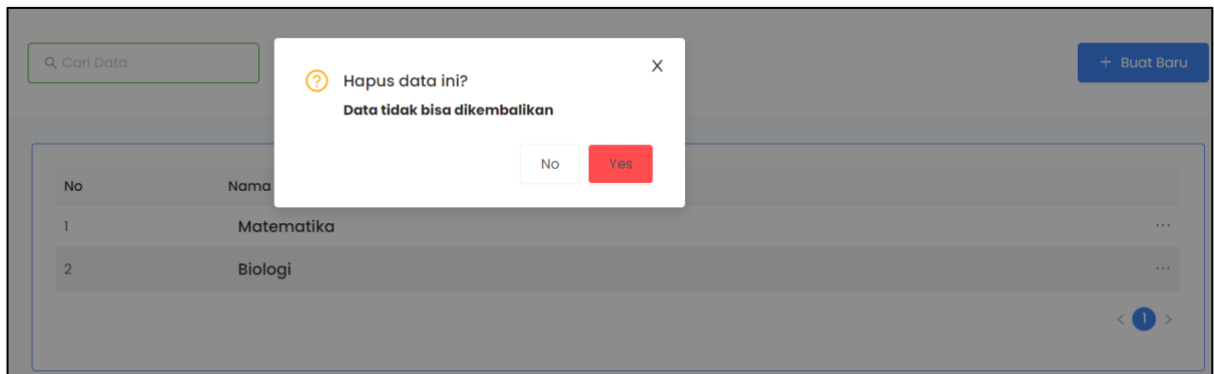 Cari Data
+ Buat Baru
Hapus data ini?
X
Data tidak bisa dikembalikan
No
Yes
No
Nama
1
Matematika
...
2
Biologi
...
< 1 >